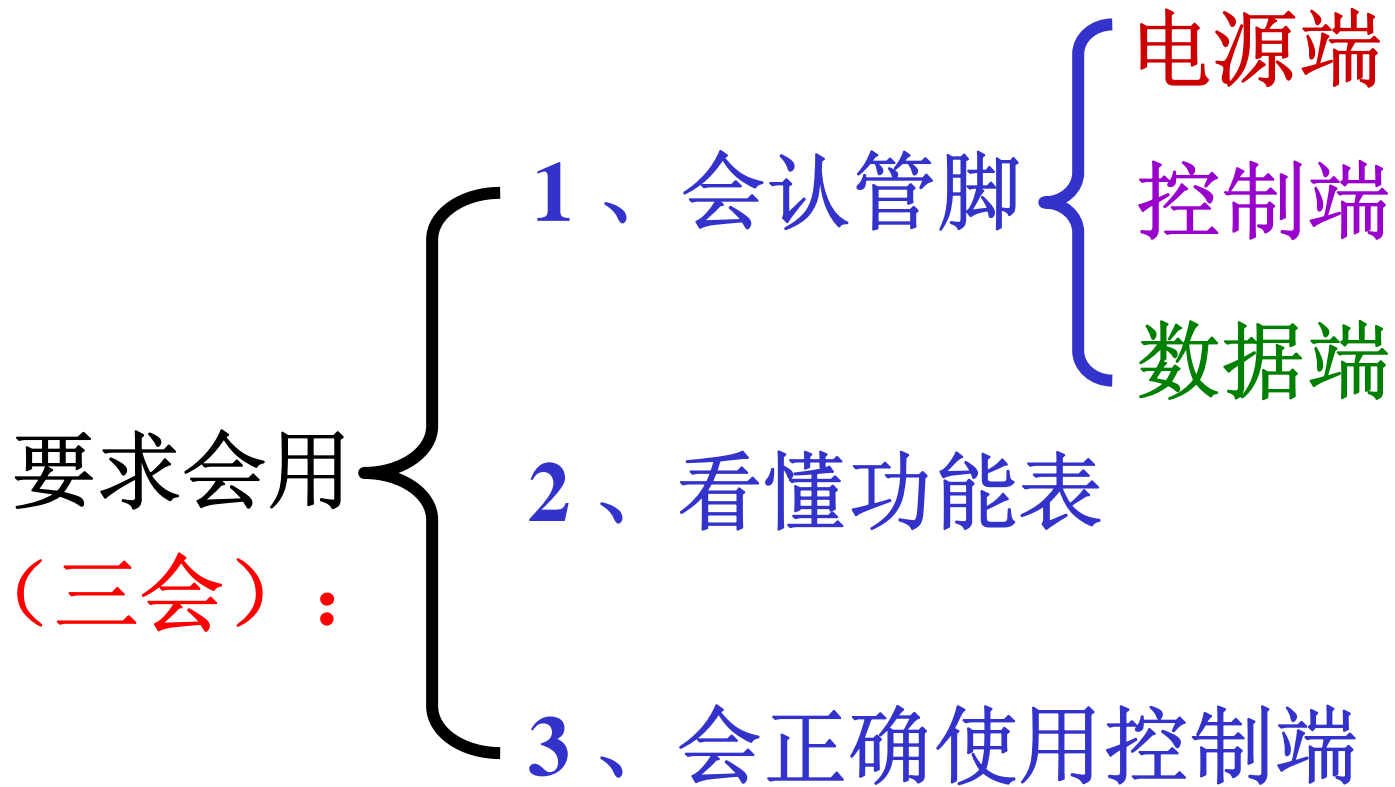 要求会用
（三会）：
1、会认管脚
电源端
控制端
数据端
2、看懂功能表
3、会正确使用控制端